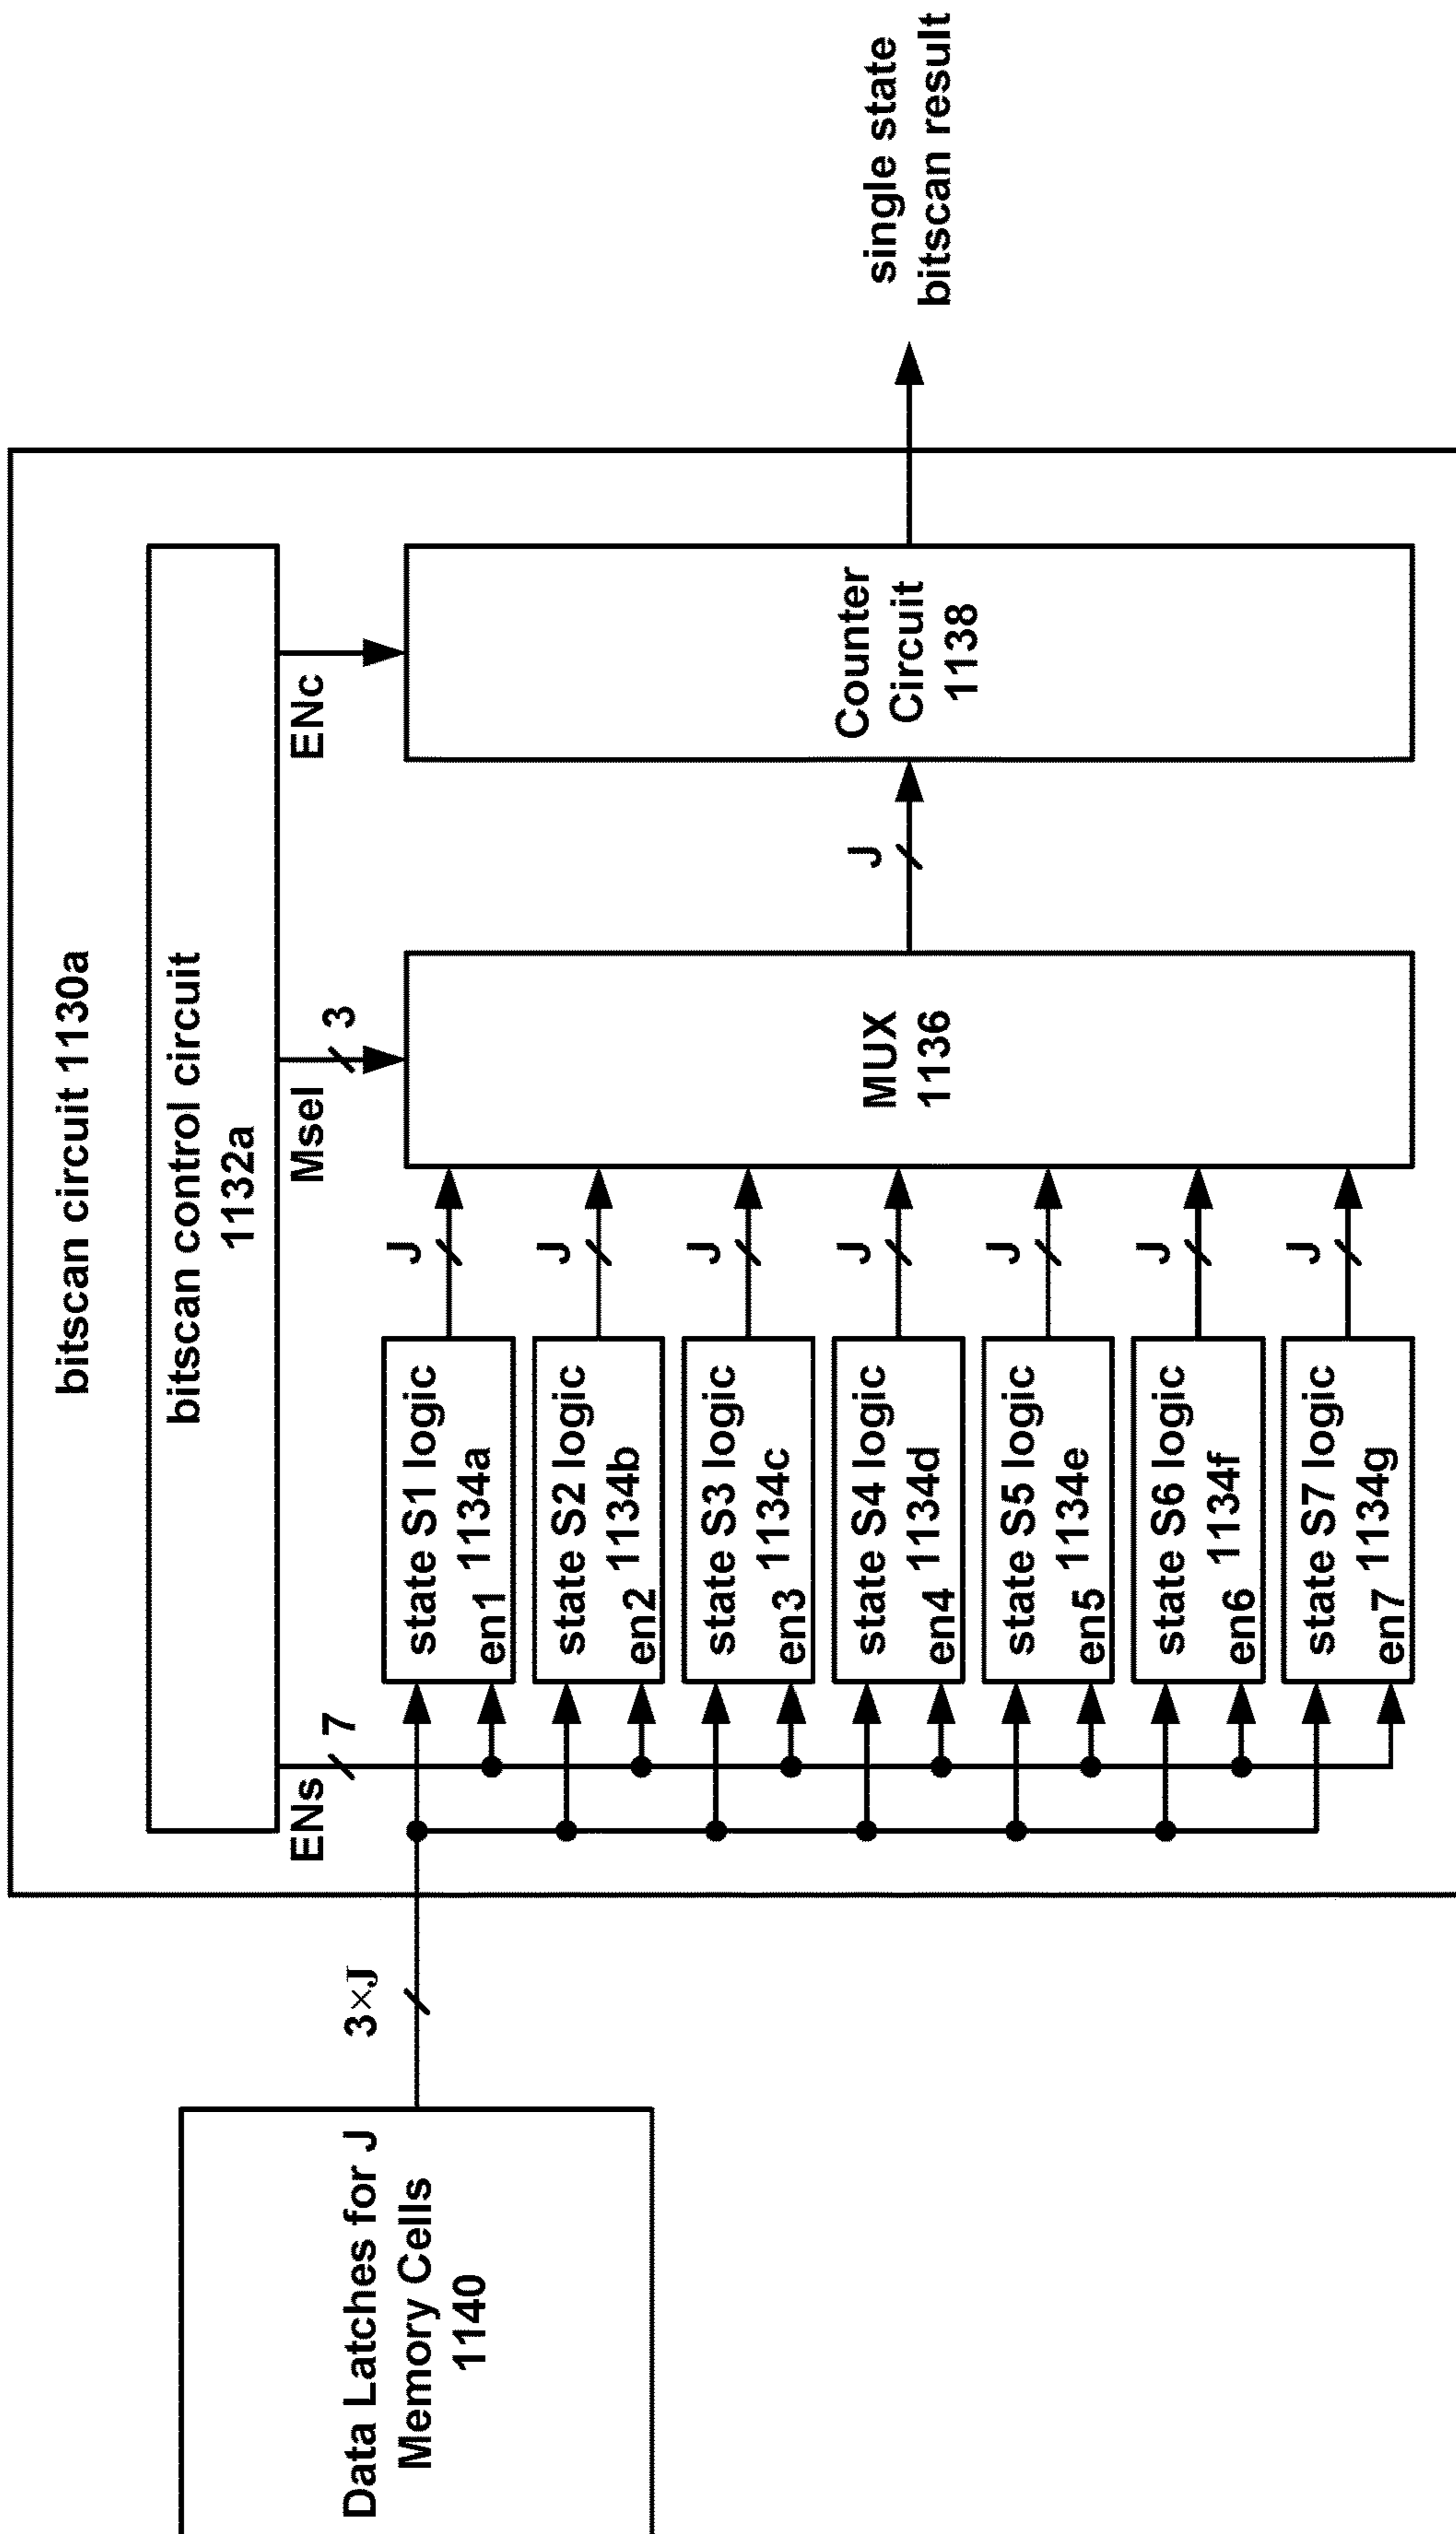 bitscan circuit 1130a
bitscan control circuit
1132a
ENs
7
Msel
3
ENc
Data Latches for J
Memory Cells
1140
3×J
state S1 logic
en1 1134a
J
state S2 logic
en2 1134b
J
state S3 logic
en3 1134c
J
state S4 logic
en4 1134d
J
state S5 logic
en5 1134e
J
state S6 logic
en6 1134f
J
state S7 logic
en7 1134g
J
MUX
1136
J
Counter
Circuit
1138
single state
bitscan result